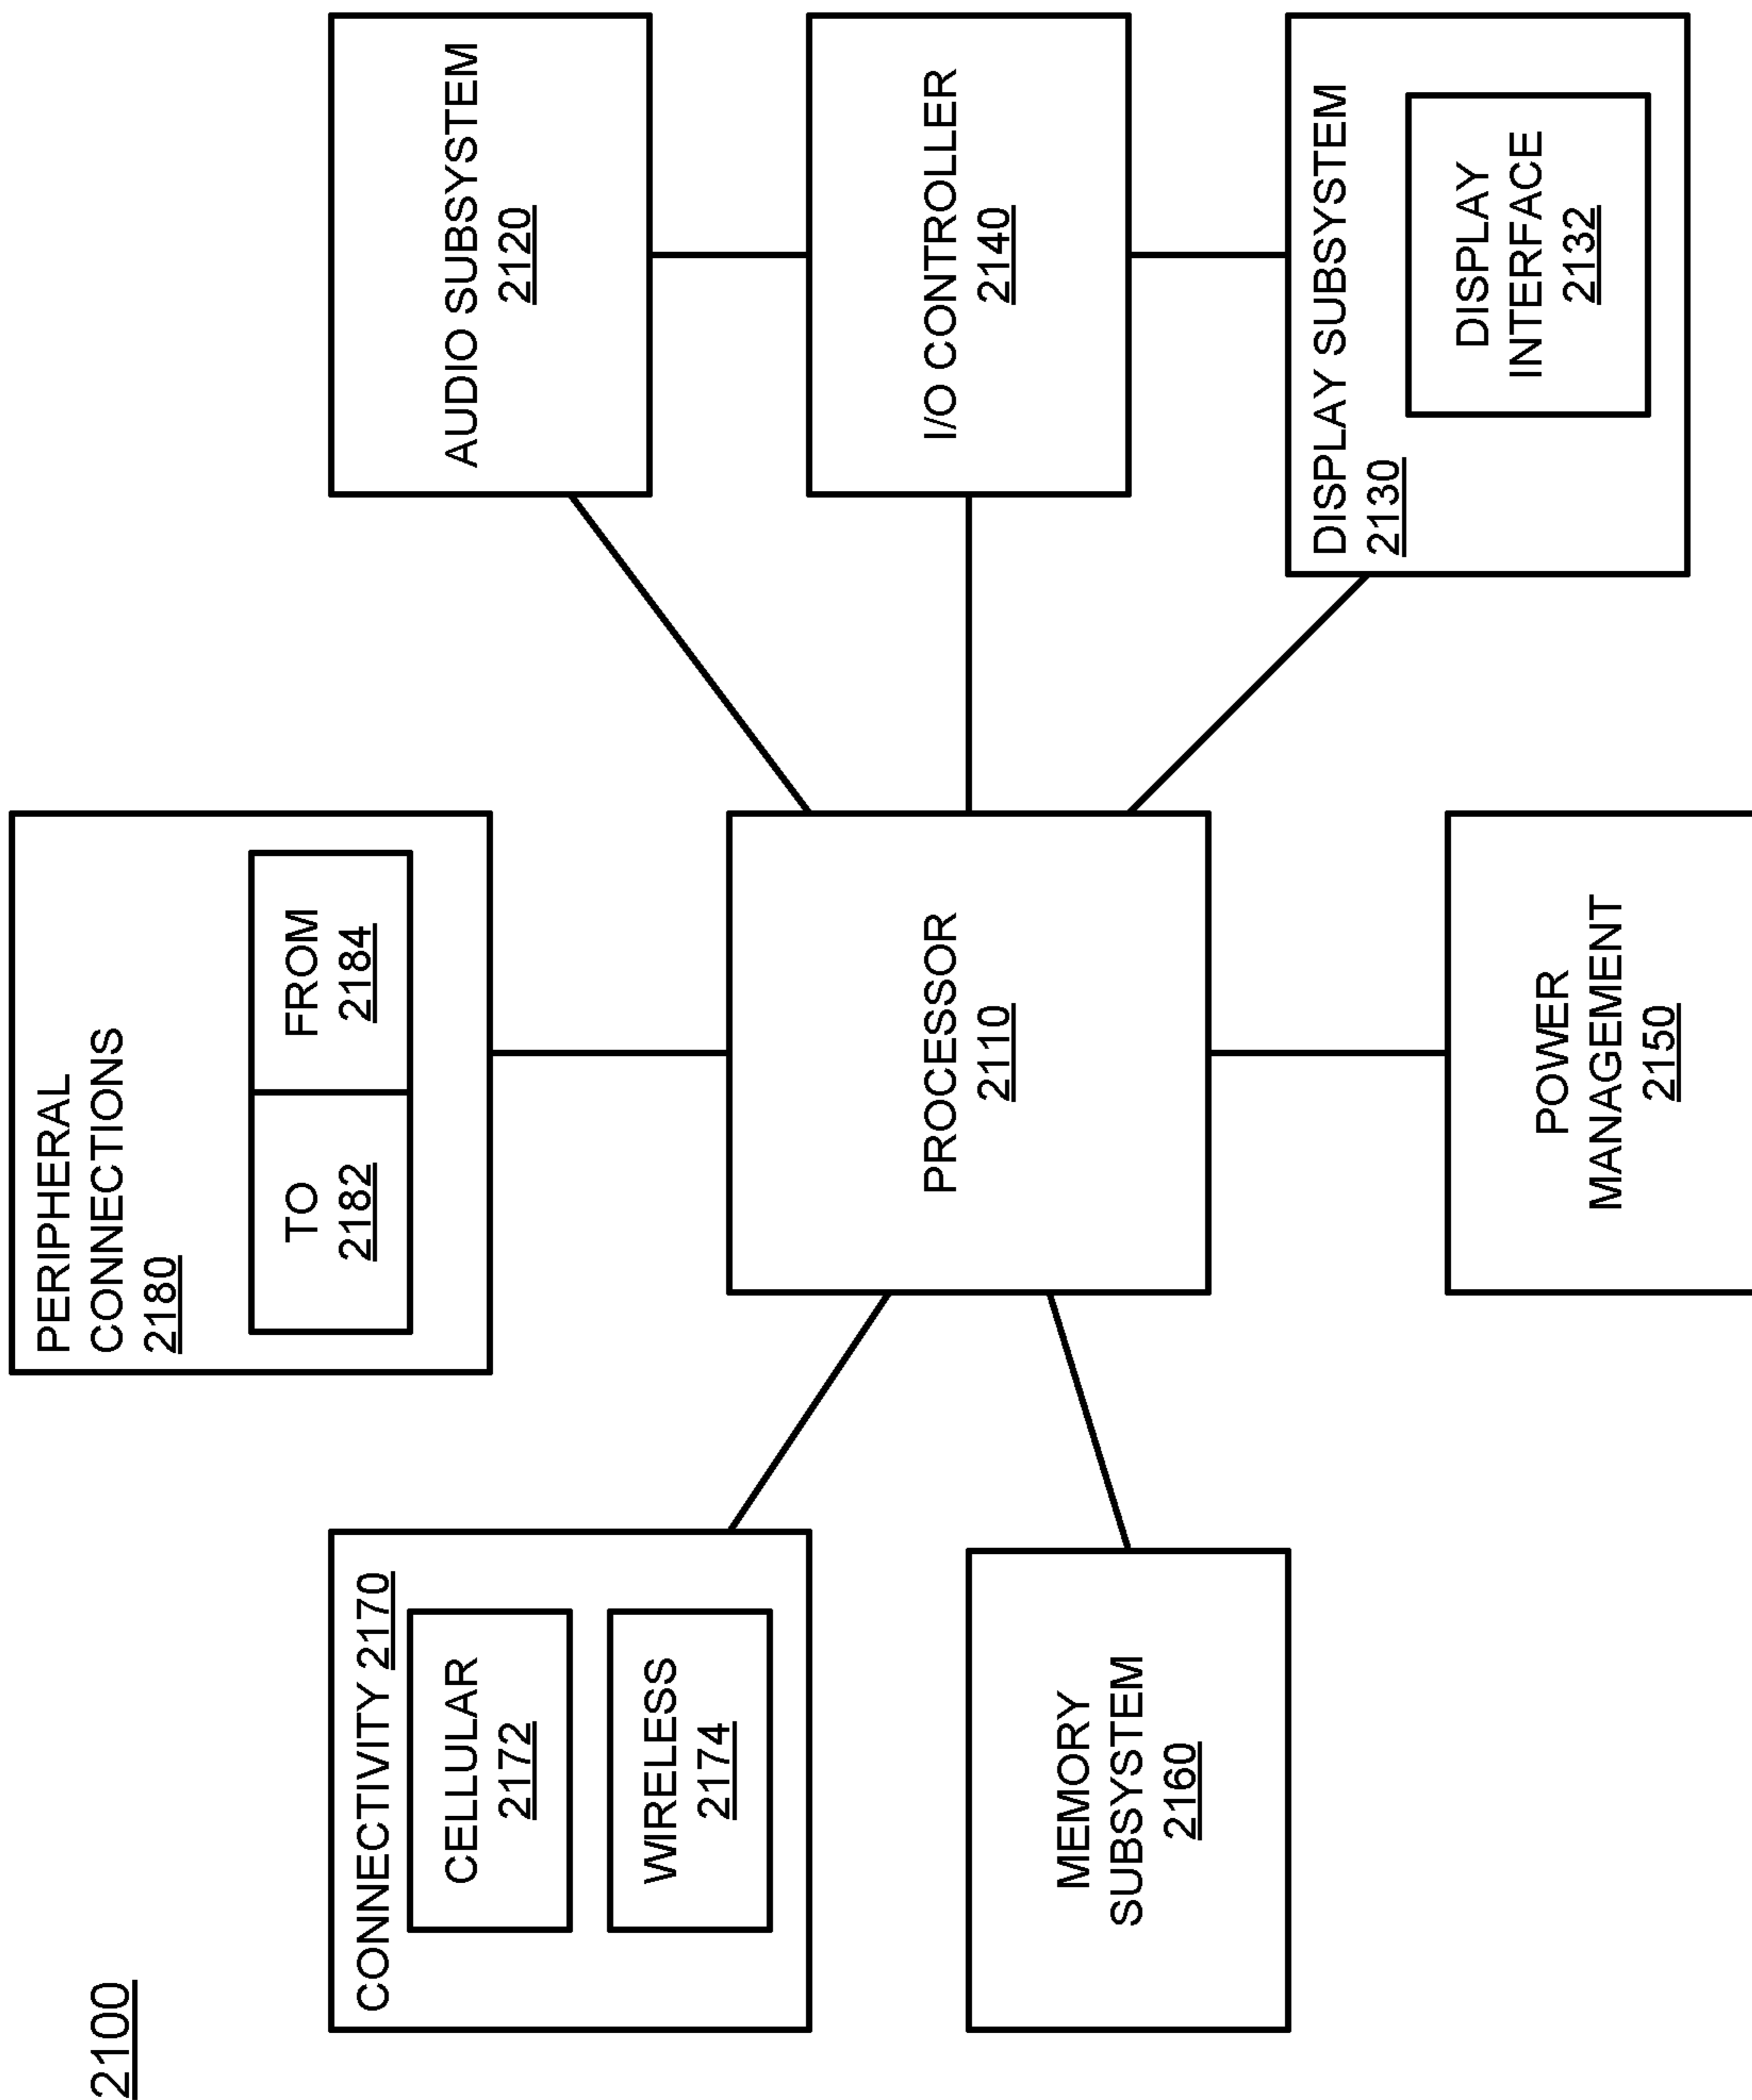 2100
PERIPHERAL
CONNECTIONS
2180
TO
2182
FROM
2184
CONNECTIVITY 2170
CELLULAR
2172
WIRELESS
2174
AUDIO SUBSYSTEM
2120
PROCESSOR
2110
I/O CONTROLLER
2140
MEMORY
SUBSYSTEM
2160
POWER
MANAGEMENT
2150
DISPLAY SUBSYSTEM
2130
DISPLAY
INTERFACE
2132